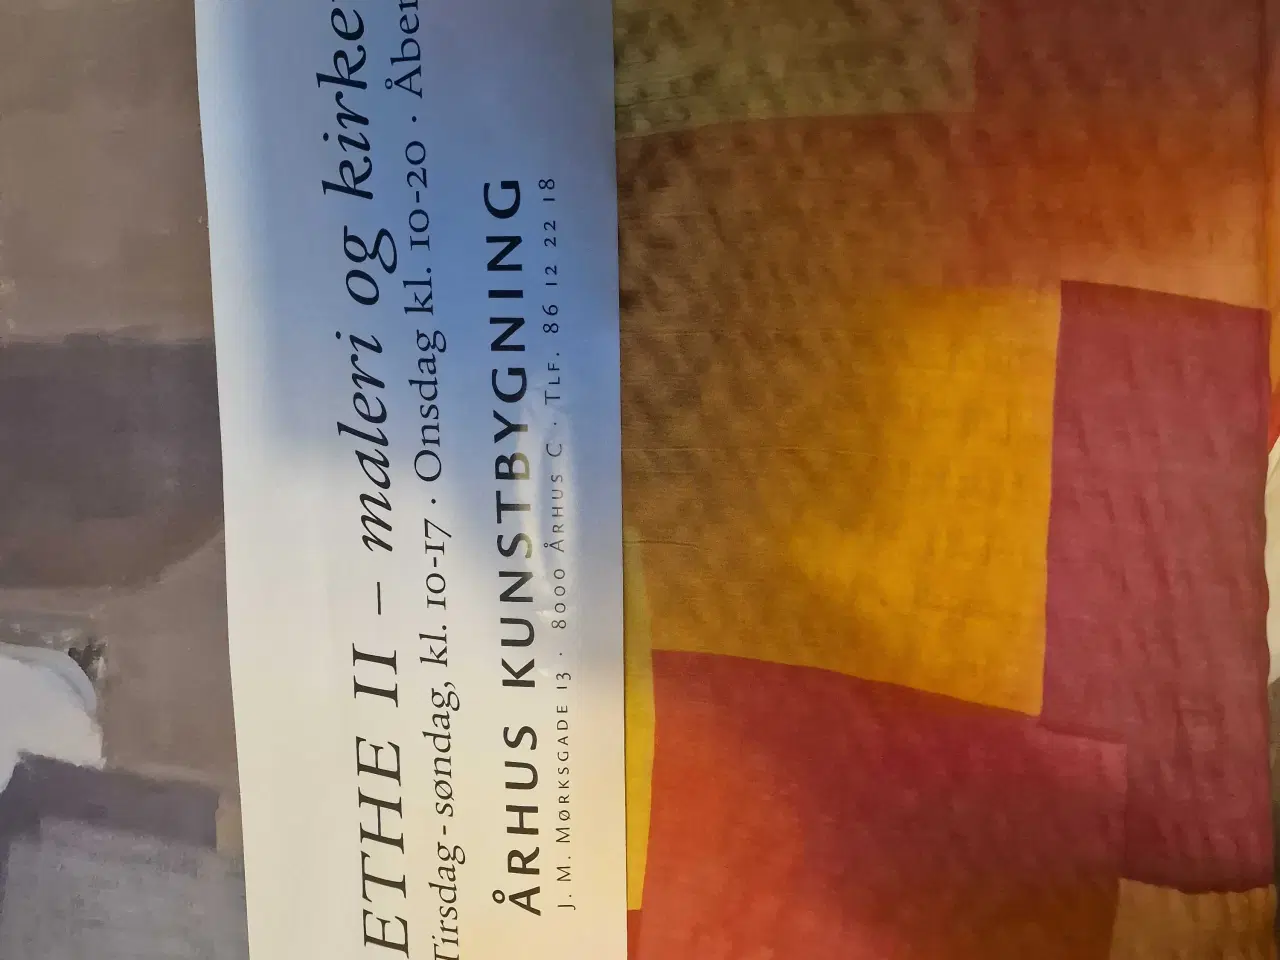 ETHE II – maleri og kirke
Tirsdag-søndag, kl. 10-17 · Onsdag kl. 10-20 ·
ÅRHUS KUNSTBYGNING
J. M. MØRKSGADE 13 · 8000 ÅRHUS C · TLF. 86 12 22 18